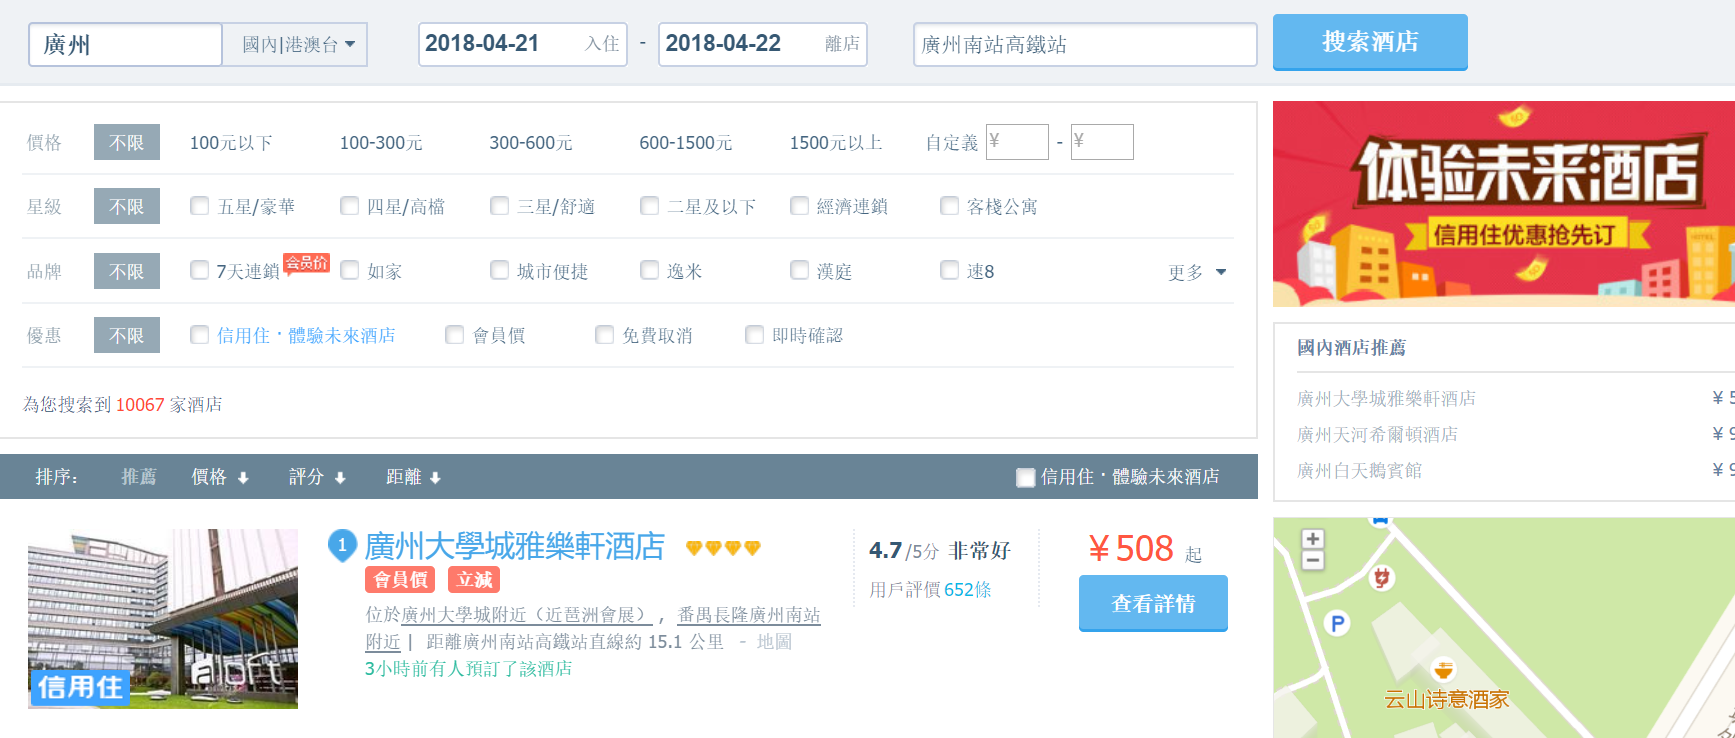 廣州 國內|港澳台 2018-04-21 入住 - 2018-04-22 離店 廣州南站高鐵站 搜索酒店
價格 不限 100元以下 100-300元 300-600元 600-1500元 1500元以上 自定義 ¥ - ¥
星級 不限 五星/豪華 四星/高檔 三星/舒適 二星及以下 經濟連鎖 客棧公寓
品牌 不限 7天連鎖 会员价 如家 城市便捷 逸米 漢庭 速8 更多
優惠 不限 信用住·體驗未來酒店 會員價 免費取消 即時確認
為您搜索到 10067 家酒店
体验未来酒店
信用住优惠抢先订
國內酒店推薦
廣州大學城雅樂軒酒店 ¥
廣州天河希爾頓酒店 ¥
廣州白天鵝賓館 ¥
排序: 推薦 價格 評分 距離 信用住·體驗未來酒店
aloft
信用住
1 廣州大學城雅樂軒酒店
會員價 立減
位於廣州大學城附近（近琶洲會展）, 番禺長隆廣州南站
附近 | 距離廣州南站高鐵站直線約 15.1 公里 - 地圖
3小時前有人預訂了該酒店
4.7/5分 非常好
用戶評價 652條
¥508 起
查看詳情
+
−
P
云山诗意酒家